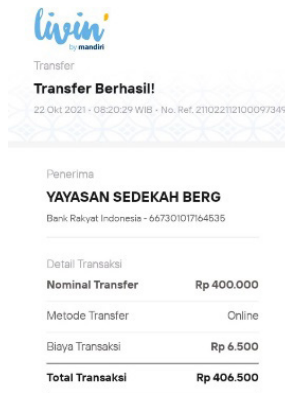 livin'
by mandiri
Transfer
Transfer Berhasil!
22 Okt 2021 - 08:20:29 WIB - No. Ref. 211022112100097349
Penerima
YAYASAN SEDEKAH BERG
Bank Rakyat Indonesia - 667301017164535
Detail Transaksi
Nominal Transfer Rp 400.000
Metode Transfer Online
Biaya Transaksi Rp 6.500
Total Transaksi Rp 406.500